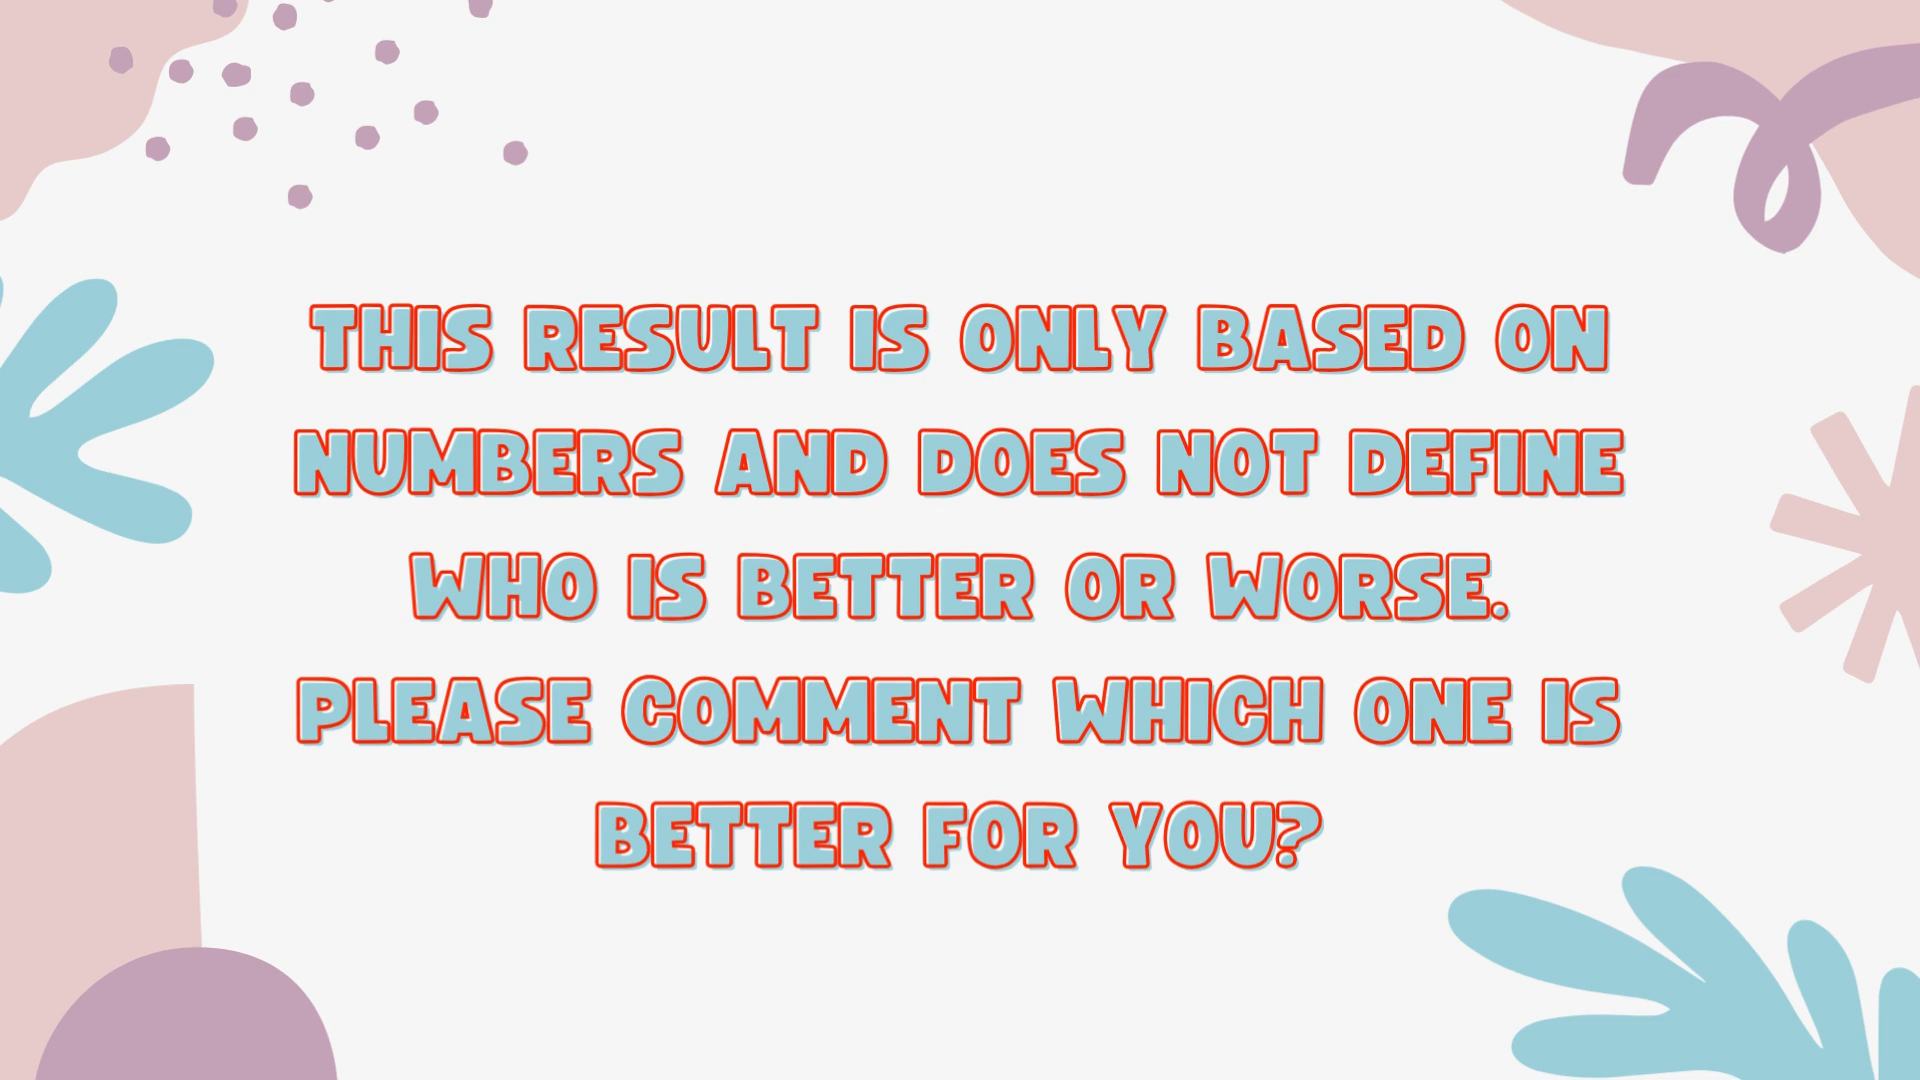 THIS RESULT IS ONLY BASED ON
NUMBERS AND DOES NOT DEFINE
WHO IS BETTER OR WORSE.
PLEASE COMMENT WHICH ONE IS
BETTER FOR YOU?